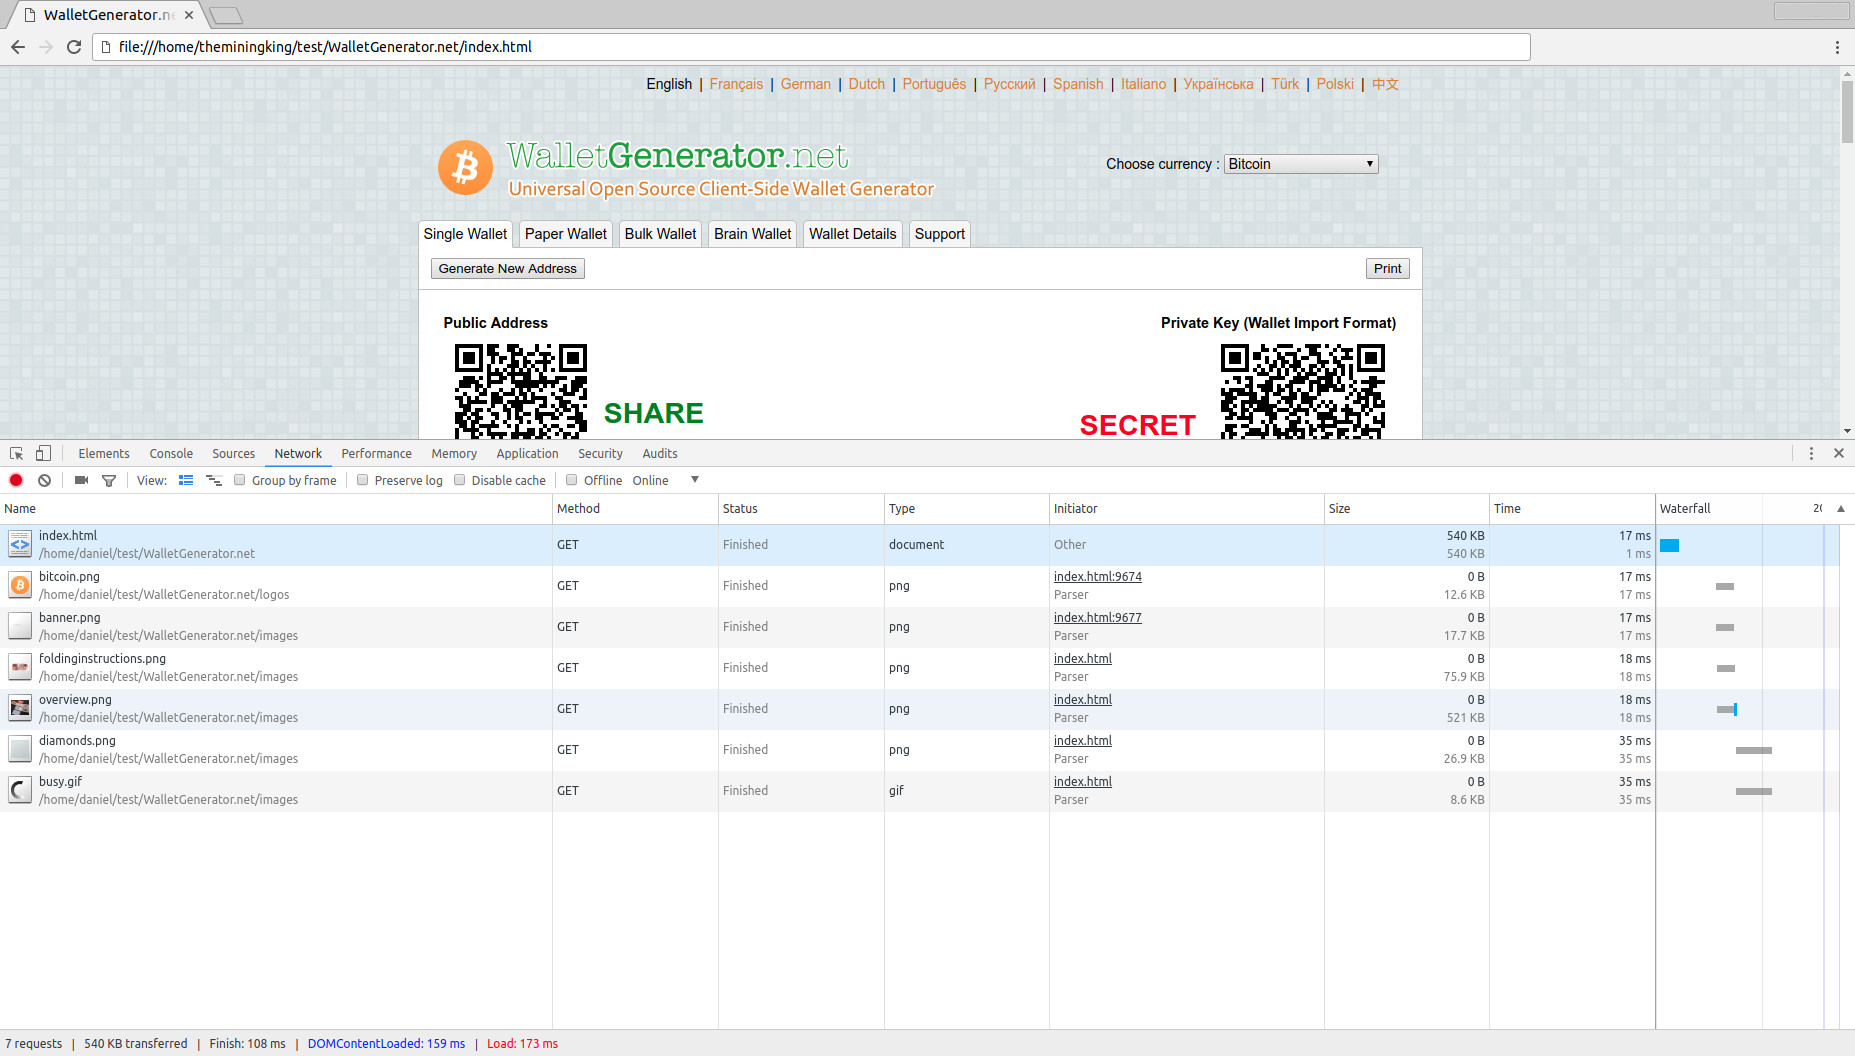 WalletGenerator.ne
file:///home/theminingking/test/WalletGenerator.net/index.html
English | Français | German | Dutch | Português | Русский | Spanish | Italiano | Українська | Türk | Polski | 中文
WalletGenerator.net
Universal Open Source Client-Side Wallet Generator
Choose currency : Bitcoin
Single Wallet Paper Wallet Bulk Wallet Brain Wallet Wallet Details Support
Generate New Address Print
Public Address Private Key (Wallet Import Format)
SHARE SECRET
Elements Console Sources Network Performance Memory Application Security Audits
View: Group by frame Preserve log Disable cache Offline Online
Name Method Status Type Initiator Size Time Waterfall 20
index.html 540 KB 17 ms
GET Finished document Other
/home/daniel/test/WalletGenerator.net 540 KB 1 ms
bitcoin.png index.html:9674 0 B 17 ms
GET Finished png
/home/daniel/test/WalletGenerator.net/logos Parser 12.6 KB 17 ms
banner.png index.html:9677 0 B 17 ms
GET Finished png
/home/daniel/test/WalletGenerator.net/images Parser 17.7 KB 17 ms
foldinginstructions.png index.html 0 B 18 ms
GET Finished png
/home/daniel/test/WalletGenerator.net/images Parser 75.9 KB 18 ms
overview.png index.html 0 B 18 ms
GET Finished png
/home/daniel/test/WalletGenerator.net/images Parser 521 KB 18 ms
diamonds.png index.html 0 B 35 ms
GET Finished png
/home/daniel/test/WalletGenerator.net/images Parser 26.9 KB 35 ms
busy.gif index.html 0 B 35 ms
GET Finished gif
/home/daniel/test/WalletGenerator.net/images Parser 8.6 KB 35 ms
7 requests | 540 KB transferred | Finish: 108 ms | DOMContentLoaded: 159 ms | Load: 173 ms